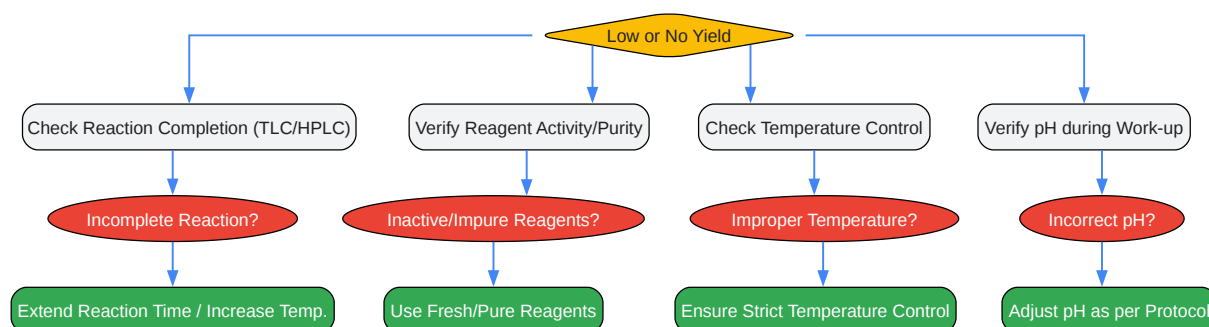 Low or No Yield
Check Reaction Completion (TLC/HPLC)
Verify Reagent Activity/Purity
Check Temperature Control
Verify pH during Work-up
Incomplete Reaction?
Inactive/Impure Reagents?
Improper Temperature?
Incorrect pH?
Extend Reaction Time / Increase Temp.
Use Fresh/Pure Reagents
Ensure Strict Temperature Control
Adjust pH as per Protocol